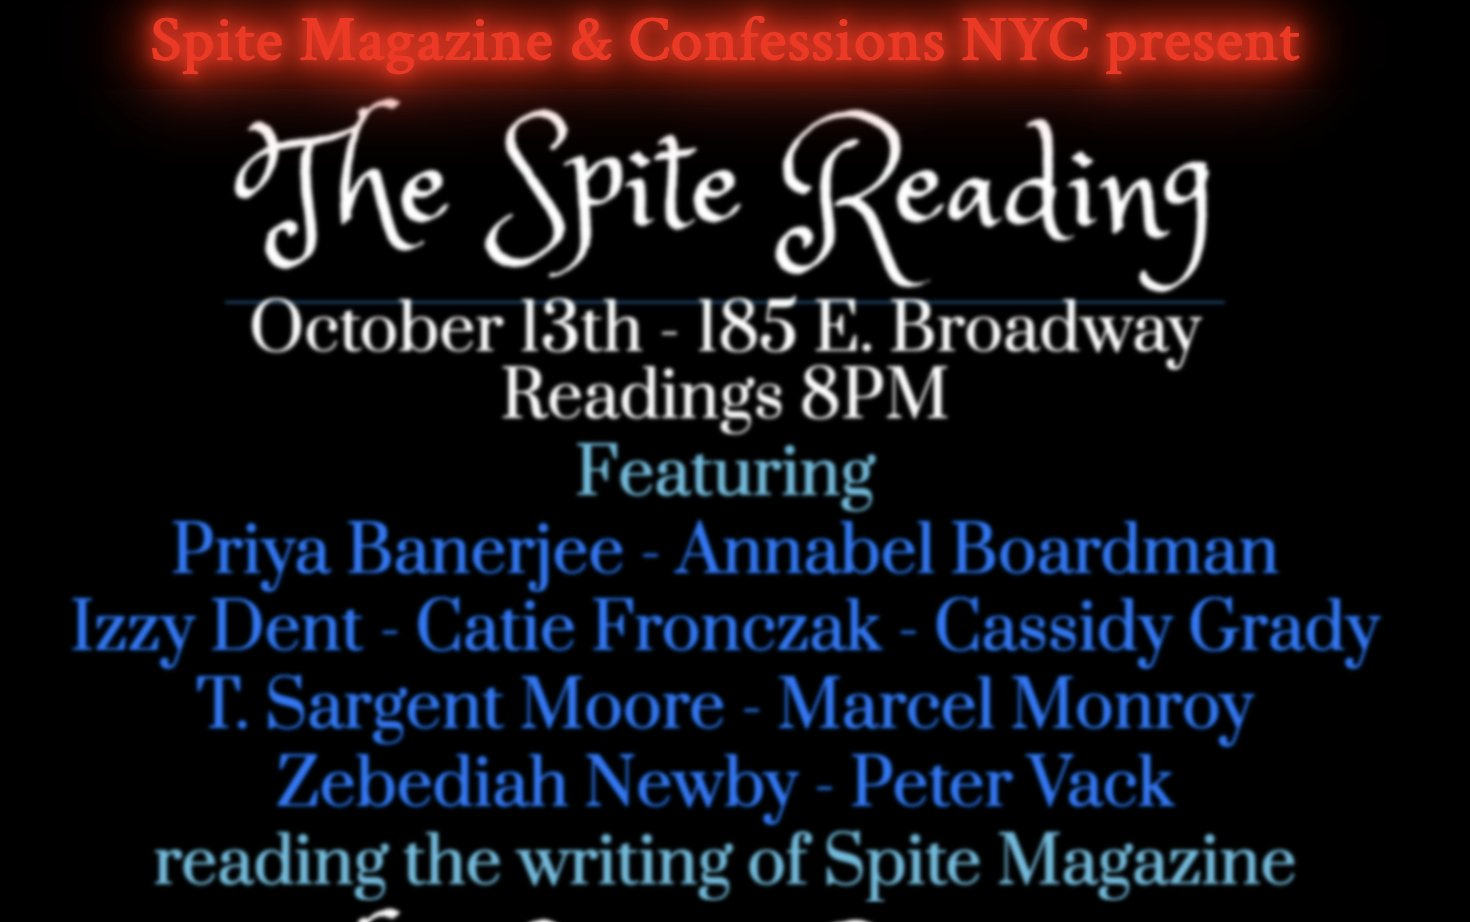 Spite Magazine & Confessions NYC present
The Spite Reading
October 13th - 185 E. Broadway
Readings 8PM
Featuring
Priya Banerjee - Annabel Boardman
Izzy Dent - Catie Fronczak - Cassidy Grady
T. Sargent Moore - Marcel Monroy
Zebediah Newby - Peter Vack
reading the writing of Spite Magazine